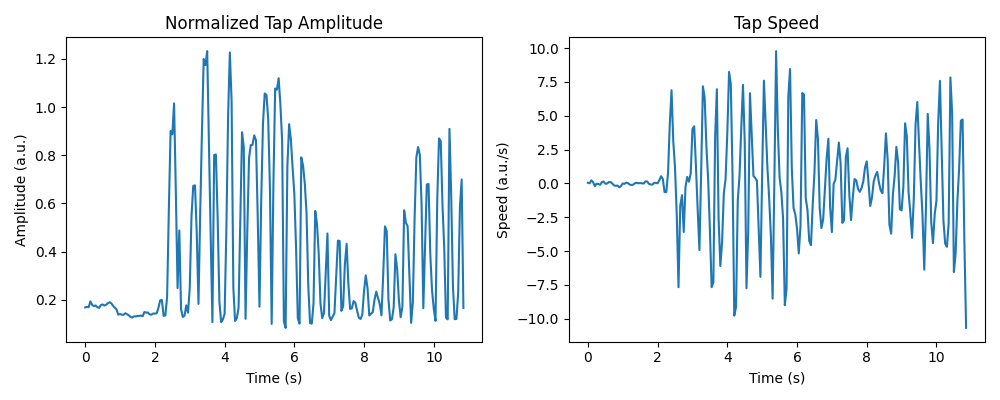 Normalized Tap Amplitude
1.2
1.0
0.8
0.6
0.4
0.2
Amplitude (a.u.)
0 2 4 6 8 10
Time (s)
Tap Speed
10.0
7.5
5.0
2.5
0.0
−2.5
−5.0
−7.5
−10.0
Speed (a.u./s)
0 2 4 6 8 10
Time (s)